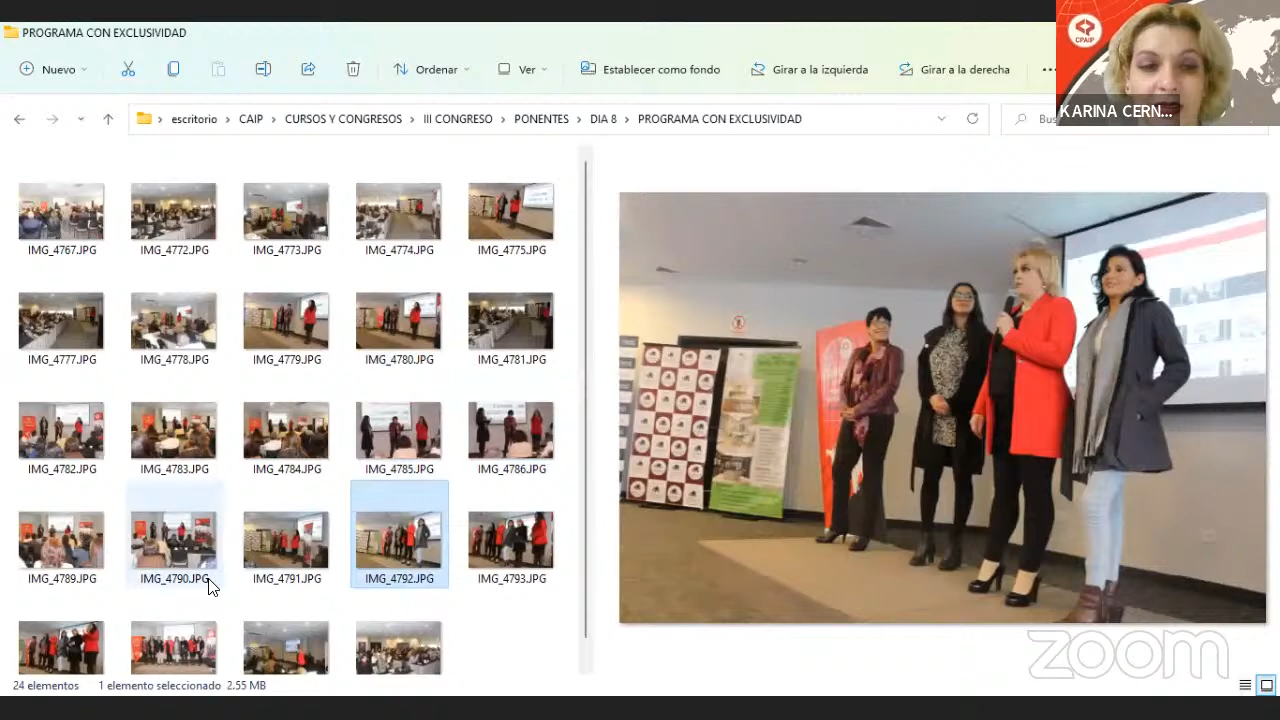 PROGRAMA CON EXCLUSIVIDAD
Nuevo
Ordenar
Ver
Establecer como fondo
Girar a la izquierda
Girar a la derecha
CPAIP
KARINA CERN...
escritorio > CAIP > CURSOS Y CONGRESOS > III CONGRESO > PONENTES > DIA 8 > PROGRAMA CON EXCLUSIVIDAD
IMG_4767.JPG IMG_4772.JPG IMG_4773.JPG IMG_4774.JPG IMG_4775.JPG
IMG_4777.JPG IMG_4778.JPG IMG_4779.JPG IMG_4780.JPG IMG_4781.JPG
IMG_4782.JPG IMG_4783.JPG IMG_4784.JPG IMG_4785.JPG IMG_4786.JPG
IMG_4789.JPG IMG_4790.JPG IMG_4791.JPG IMG_4792.JPG IMG_4793.JPG
zoom
24 elementos 1 elemento seleccionado 2.55 MB